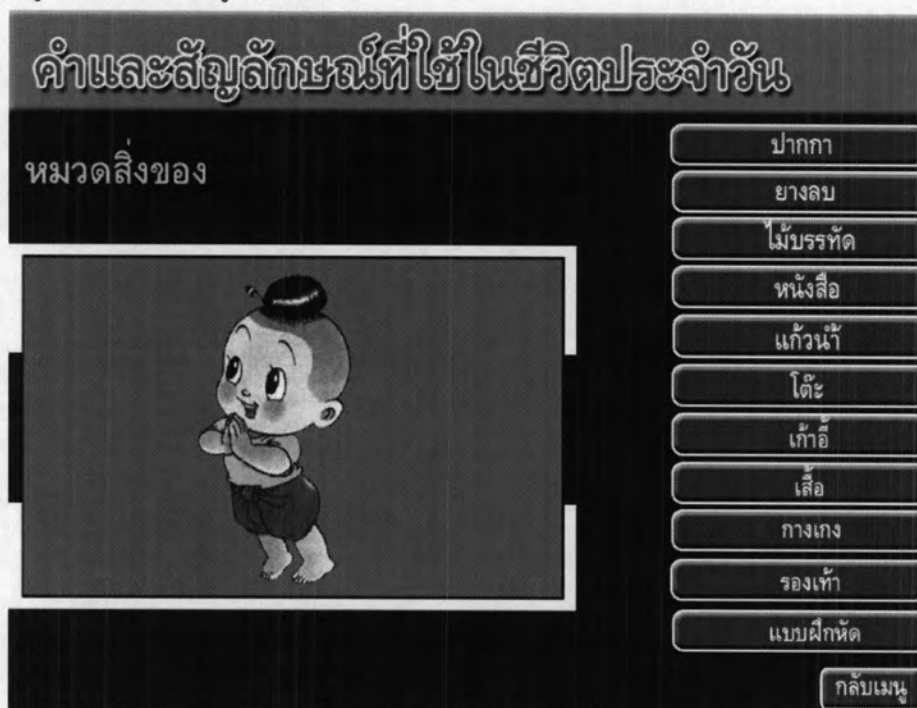 คำและสัญลักษณ์ที่ใช้ในชีวิตประจำวัน
หมวดสิ่งของ
ปากกา
ยางลบ
ไม้บรรทัด
หนังสือ
แก้วน้ำ
โต๊ะ
เก้าอี้
เสื้อ
กางเกง
รองเท้า
แบบฝึกหัด
กลับเมนู